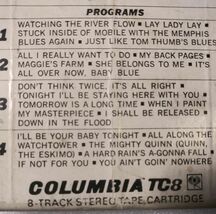 PROGRAMS
1 WATCHING THE RIVER FLOW ▪ LAY LADY LAY ▪
STUCK INSIDE OF MOBILE WITH THE MEMPHIS
BLUES AGAIN ▪ JUST LIKE TOM THUMB'S BLUES
2 ALL I REALLY WANT TO DO ▪ MY BACK PAGES ▪
MAGGIE'S FARM ▪ SHE BELONGS TO ME ▪ IT'S
ALL OVER NOW, BABY BLUE
3 DON'T THINK TWICE, IT'S ALL RIGHT ▪
TONIGHT I'LL BE STAYING HERE WITH YOU ▪
TOMORROW IS A LONG TIME ▪ WHEN I PAINT
MY MASTERPIECE ▪ I SHALL BE RELEASED ▪
DOWN IN THE FLOOD
4 I'LL BE YOUR BABY TONIGHT ▪ ALL ALONG THE
WATCHTOWER ▪ THE MIGHTY QUINN (QUINN,
THE ESKIMO) ▪ A HARD RAIN'S A-GONNA FALL
▪ IF NOT FOR YOU ▪ YOU AIN'T GOIN' NOWHERE
COLUMBIA TC8
8-TRACK STEREO TAPE CARTRIDGE